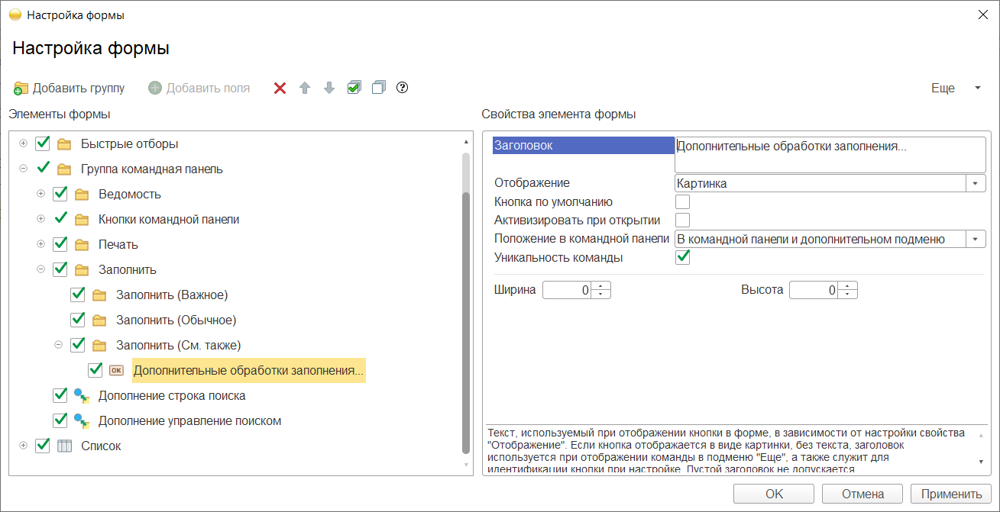 Настройка формы
Настройка формы
Добавить группу Добавить поля Еще
Элементы формы
Быстрые отборы
Группа командная панель
Ведомость
Кнопки командной панели
Печать
Заполнить
Заполнить (Важное)
Заполнить (Обычное)
Заполнить (См. также)
OK Дополнительные обработки заполнения...
Дополнение строка поиска
Дополнение управление поиском
Список
Свойства элемента формы
Заголовок Дополнительные обработки заполнения...
Отображение Картинка
Кнопка по умолчанию
Активизировать при открытии
Положение в командной панели В командной панели и дополнительном подменю
Уникальность команды
Ширина 0 Высота 0
Текст, используемый при отображении кнопки в форме, в зависимости от настройки свойства
"Отображение". Если кнопка отображается в виде картинки, без текста, заголовок
используется при отображении команды в подменю "Еще", а также служит для
идентификации кнопки при настройке. Пустой заголовок не допускается
OK Отмена Применить